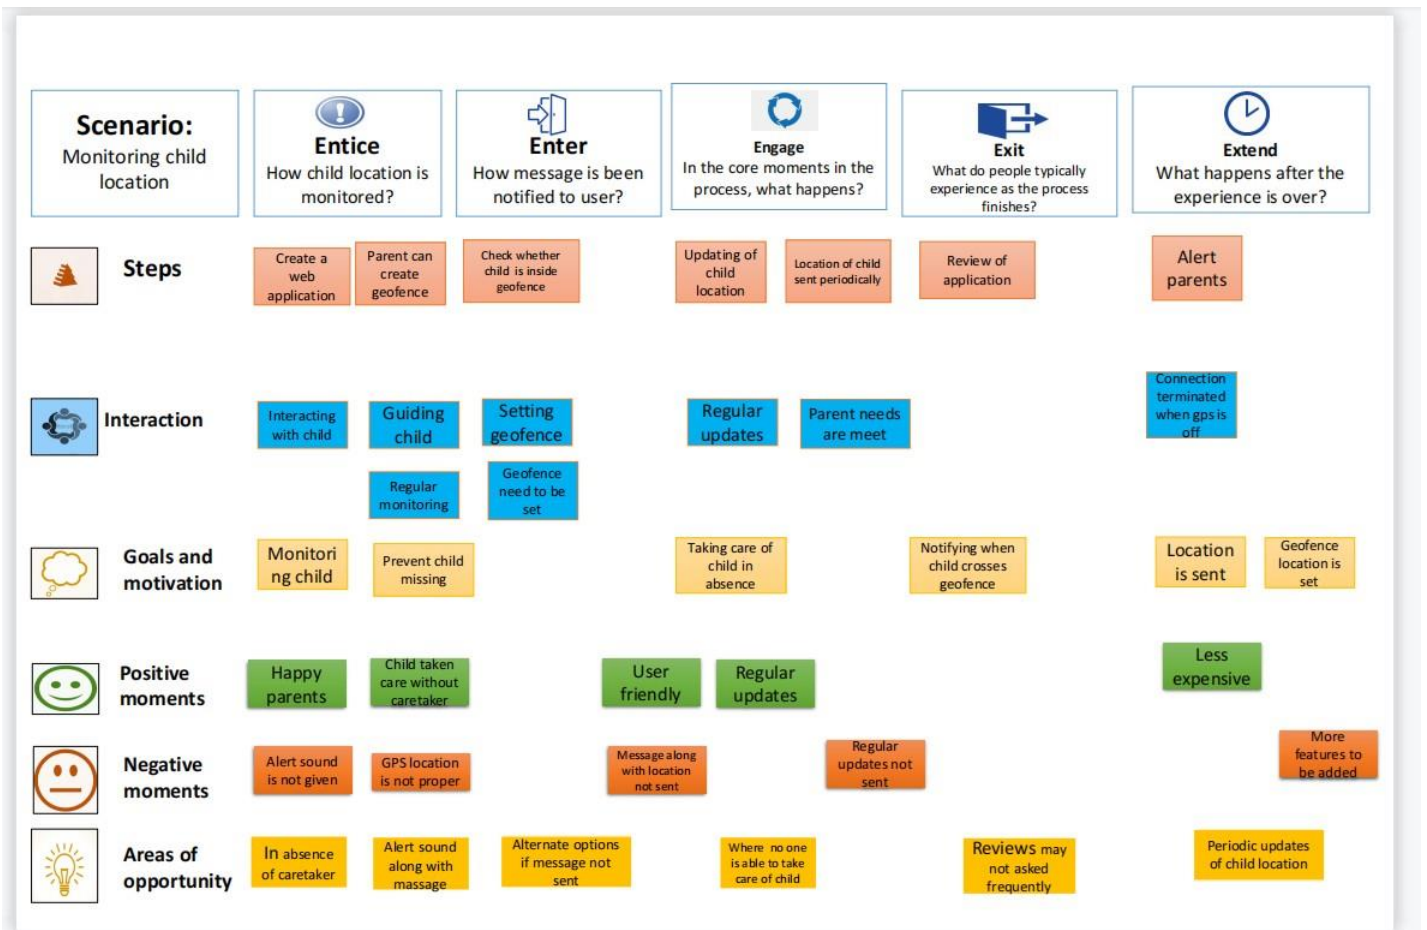 Scenario:
Monitoring child
location
Entice
How child location is
monitored?
Enter
How message is been
notified to user?
Engage
In the core moments in the
process, what happens?
Exit
What do people typically
experience as the process
finishes?
Extend
What happens after the
experience is over?
Steps
Create a
web
application
Parent can
create
geofence
Check whether
child is inside
geofence
Updating of
child
location
Location of child
sent periodically
Review of
application
Alert
parents
Interaction
Interacting
with child
Guiding
child
Setting
geofence
Regular
updates
Parent needs
are meet
Connection
terminated
when gps is
off
Regular
monitoring
Geofence
need to be
set
Goals and
motivation
Monitori
ng child
Prevent child
missing
Taking care of
child in
absence
Notifying when
child crosses
geofence
Location
is sent
Geofence
location is
set
Positive
moments
Happy
parents
Child taken
care without
caretaker
User
friendly
Regular
updates
Less
expensive
Negative
moments
Alert sound
is not given
GPS location
is not proper
Message along
with location
not sent
Regular
updates not
sent
More
features to
be added
Areas of
opportunity
In absence
of caretaker
Alert sound
along with
massage
Alternate options
if message not
sent
Where no one
is able to take
care of child
Reviews may
not asked
frequently
Periodic updates
of child location